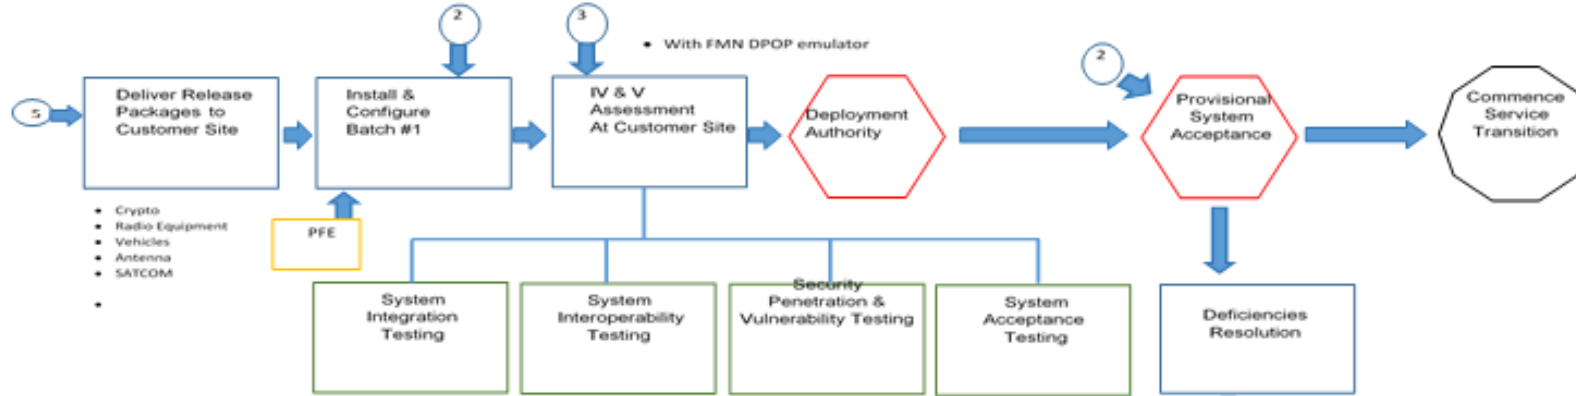 2
3
• With FMN DPOP emulator
2
5
Deliver Release
Packages to
Customer Site
Install &
Configure
Batch #1
IV & V
Assessment
At Customer Site
Deployment
Authority
Provisional
System
Acceptance
Commence
Service
Transition
• Crypto
• Radio Equipment
• Vehicles
• Antenna
• SATCOM
•
PFE
System
Integration
Testing
System
Interoperability
Testing
Security
Penetration &
Vulnerability Testing
System
Acceptance
Testing
Deficiencies
Resolution